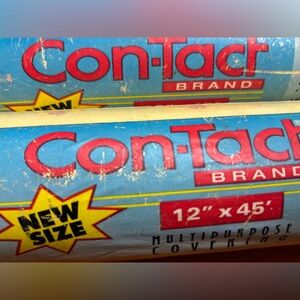 Con-Tact
BRAND
NEW
Con-Tact
BRAND
NEW
SIZE
12" x 45'
MULTIPURPOSE
COVERING